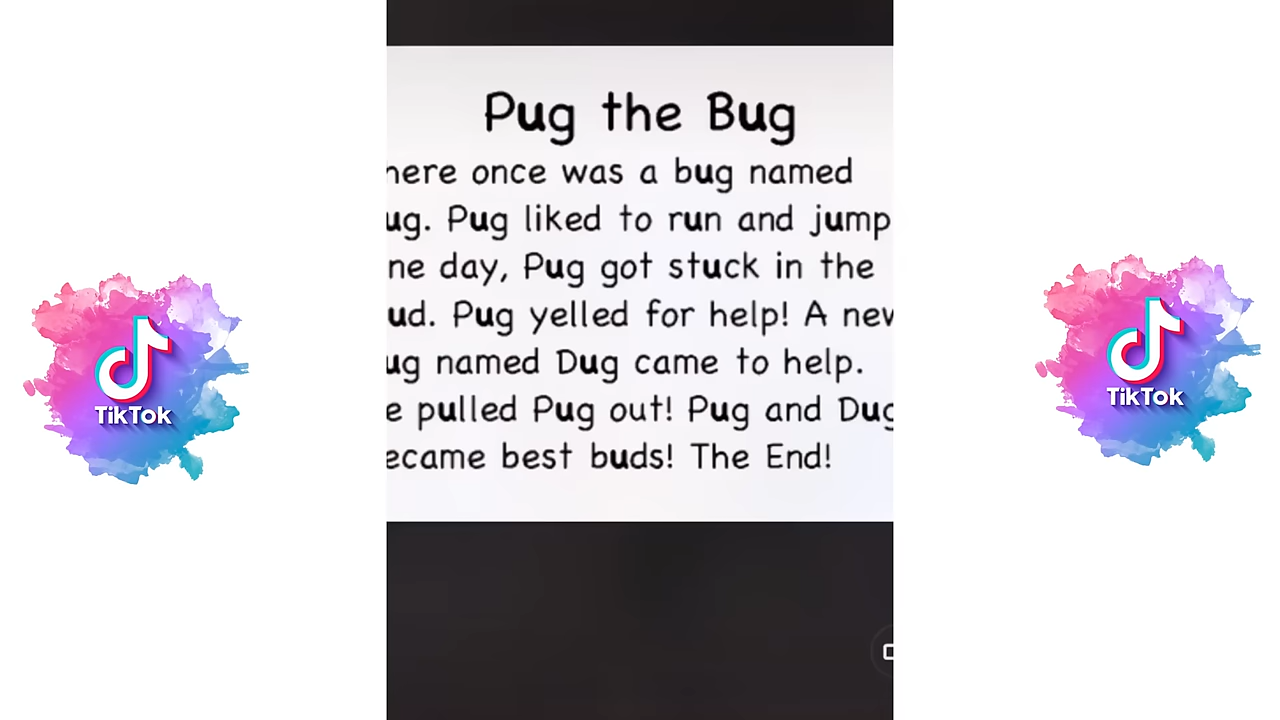 Pug the Bug
here once was a bug named
ug. Pug liked to run and jump
ne day, Pug got stuck in the
ud. Pug yelled for help! A new
ug named Dug came to help.
e pulled Pug out! Pug and Dug
ecame best buds! The End!
TikTok
TikTok